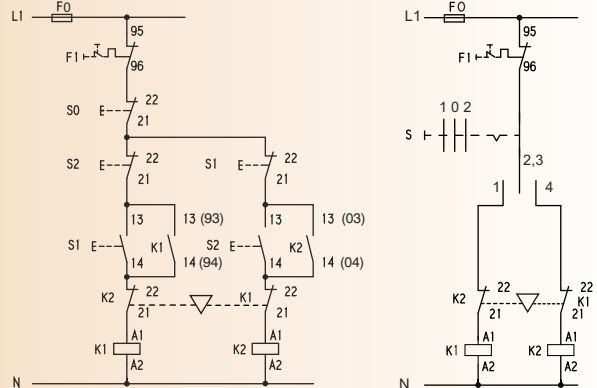 L1 F0
95
F1
96
S0 E 22
21
S2 E 22
21
S1 E 22
21
13 13 (93)
S1 E K1
14 14 (94)
13 13 (03)
S2 E K2
14 14 (04)
K2 22
21
K1 22
21
K1 A1
A2
K2 A1
A2
N
L1 F0
95
F1
96
1 0 2
S
2,3
1 4
K2 22
21
22
K1
21
K1 A1
A2
K2 A1
A2
N